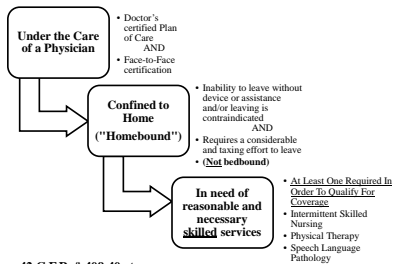 Under the Care
of a Physician
• Doctor's
certified Plan
of Care
AND
• Face-to-Face
certification
Confined to
Home
("Homebound")
• Inability to leave without
device or assistance
and/or leaving is
contraindicated
AND
• Requires a considerable
and taxing effort to leave
• (Not bedbound)
In need of
reasonable and
necessary
skilled services
• At Least One Required In
Order To Qualify For
Coverage
• Intermittent Skilled
Nursing
• Physical Therapy
• Speech Language
Pathology